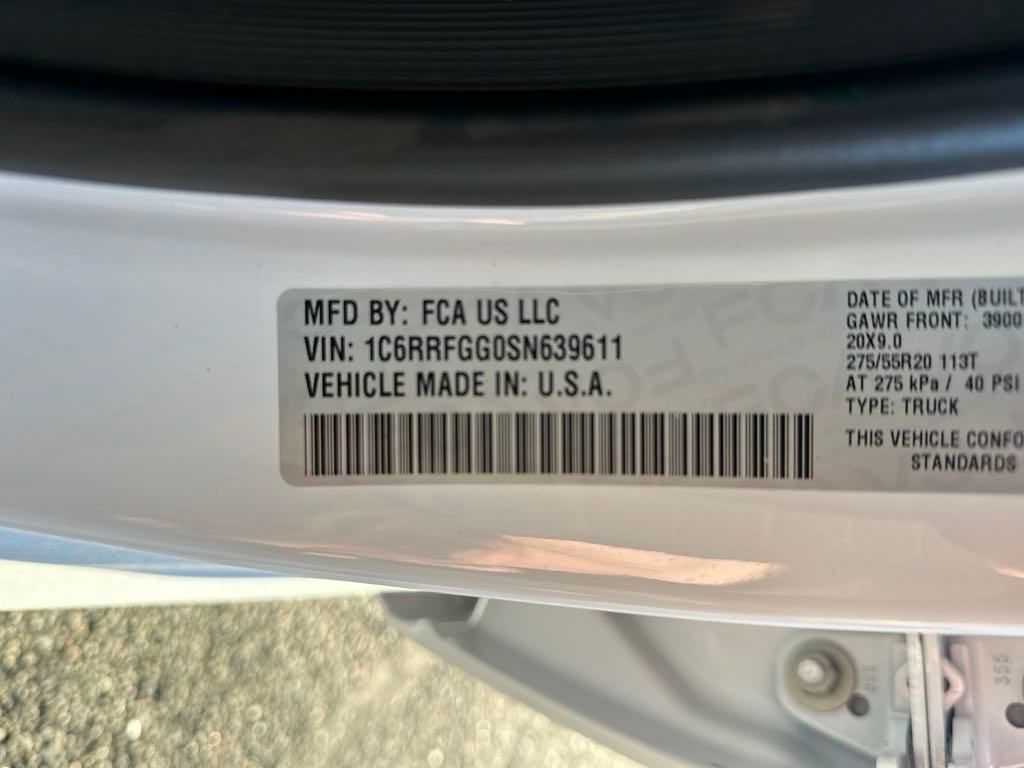 MFD BY: FCA US LLC
VIN: 1C6RRFGG0SN639611
VEHICLE MADE IN: U.S.A.
DATE OF MFR (BUILT
GAWR FRONT: 3900
20X9.0
275/55R20 113T
AT 275 kPa / 40 PSI
TYPE: TRUCK
THIS VEHICLE CONFO
STANDARDS
355